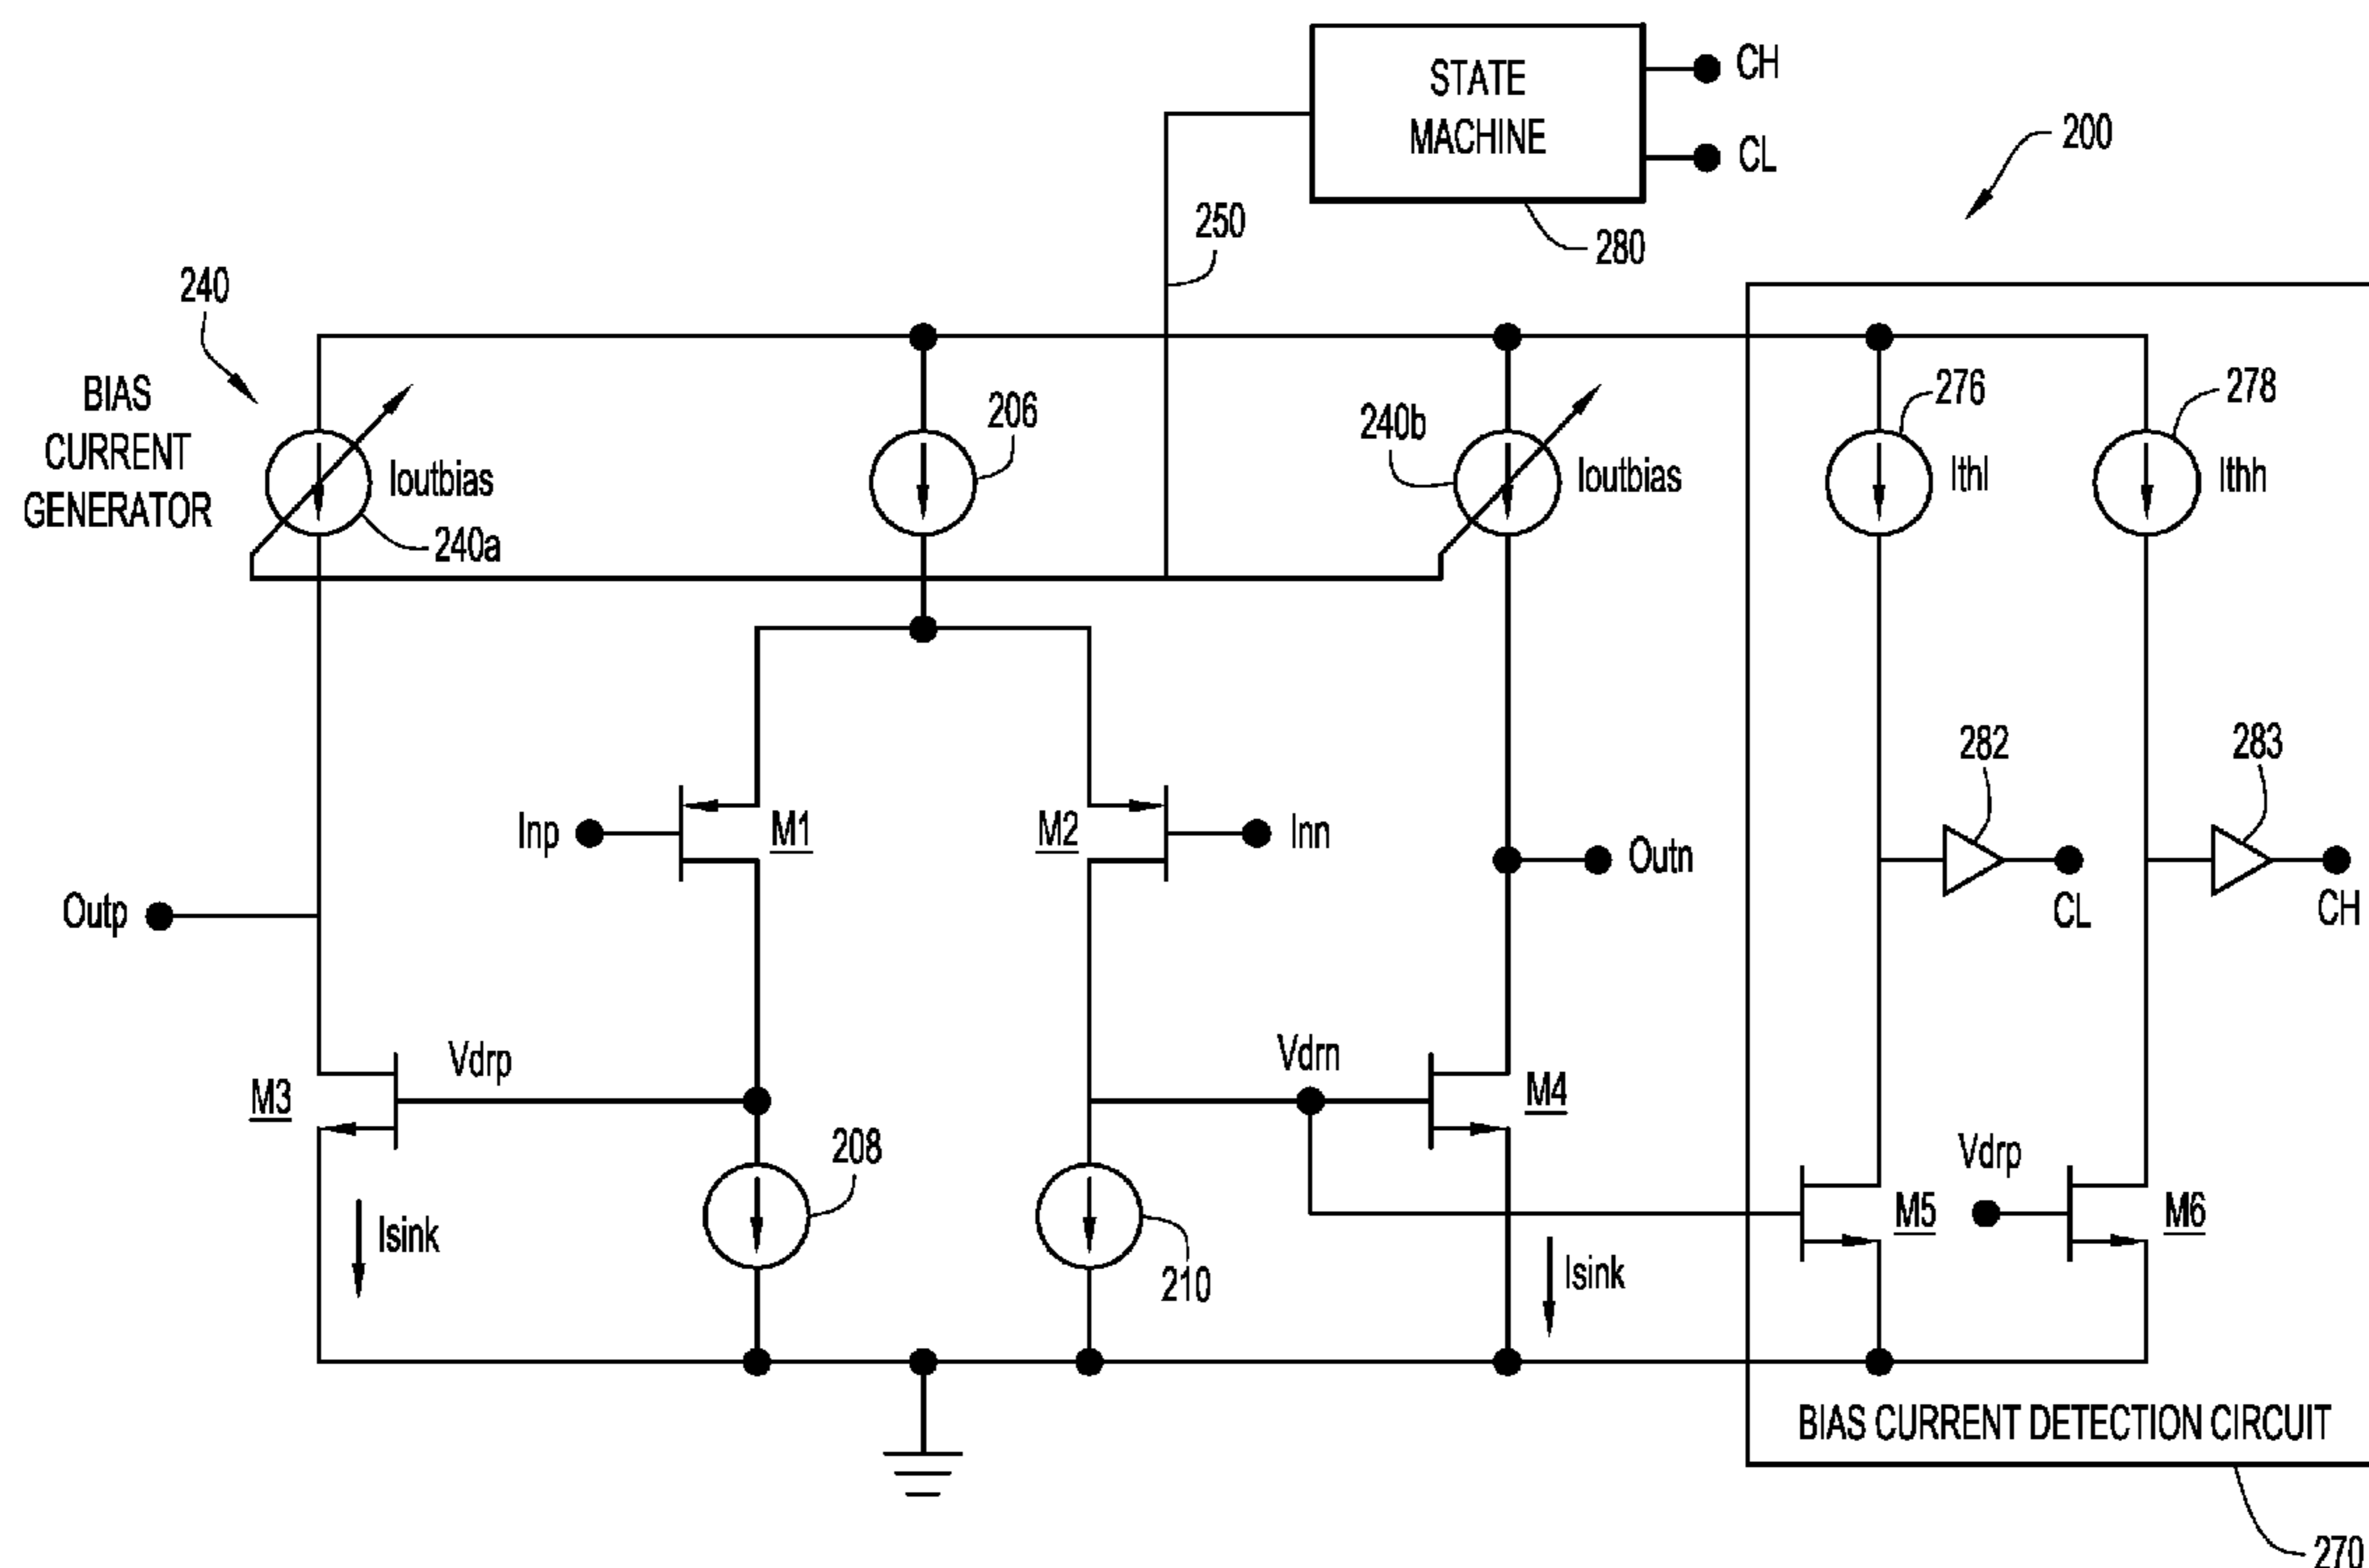 STATE
MACHINE
CH
CL
200
250
280
240
BIAS
CURRENT
GENERATOR
Ioutbias
240a
206
240b
Ioutbias
276
Ithl
278
Ithh
Inp
M1
M2
Inn
Outn
282
CL
283
CH
Outp
M3
Vdrp
Vdrn
M4
208
210
Isink
Isink
Vdrp
M5
M6
BIAS CURRENT DETECTION CIRCUIT
270